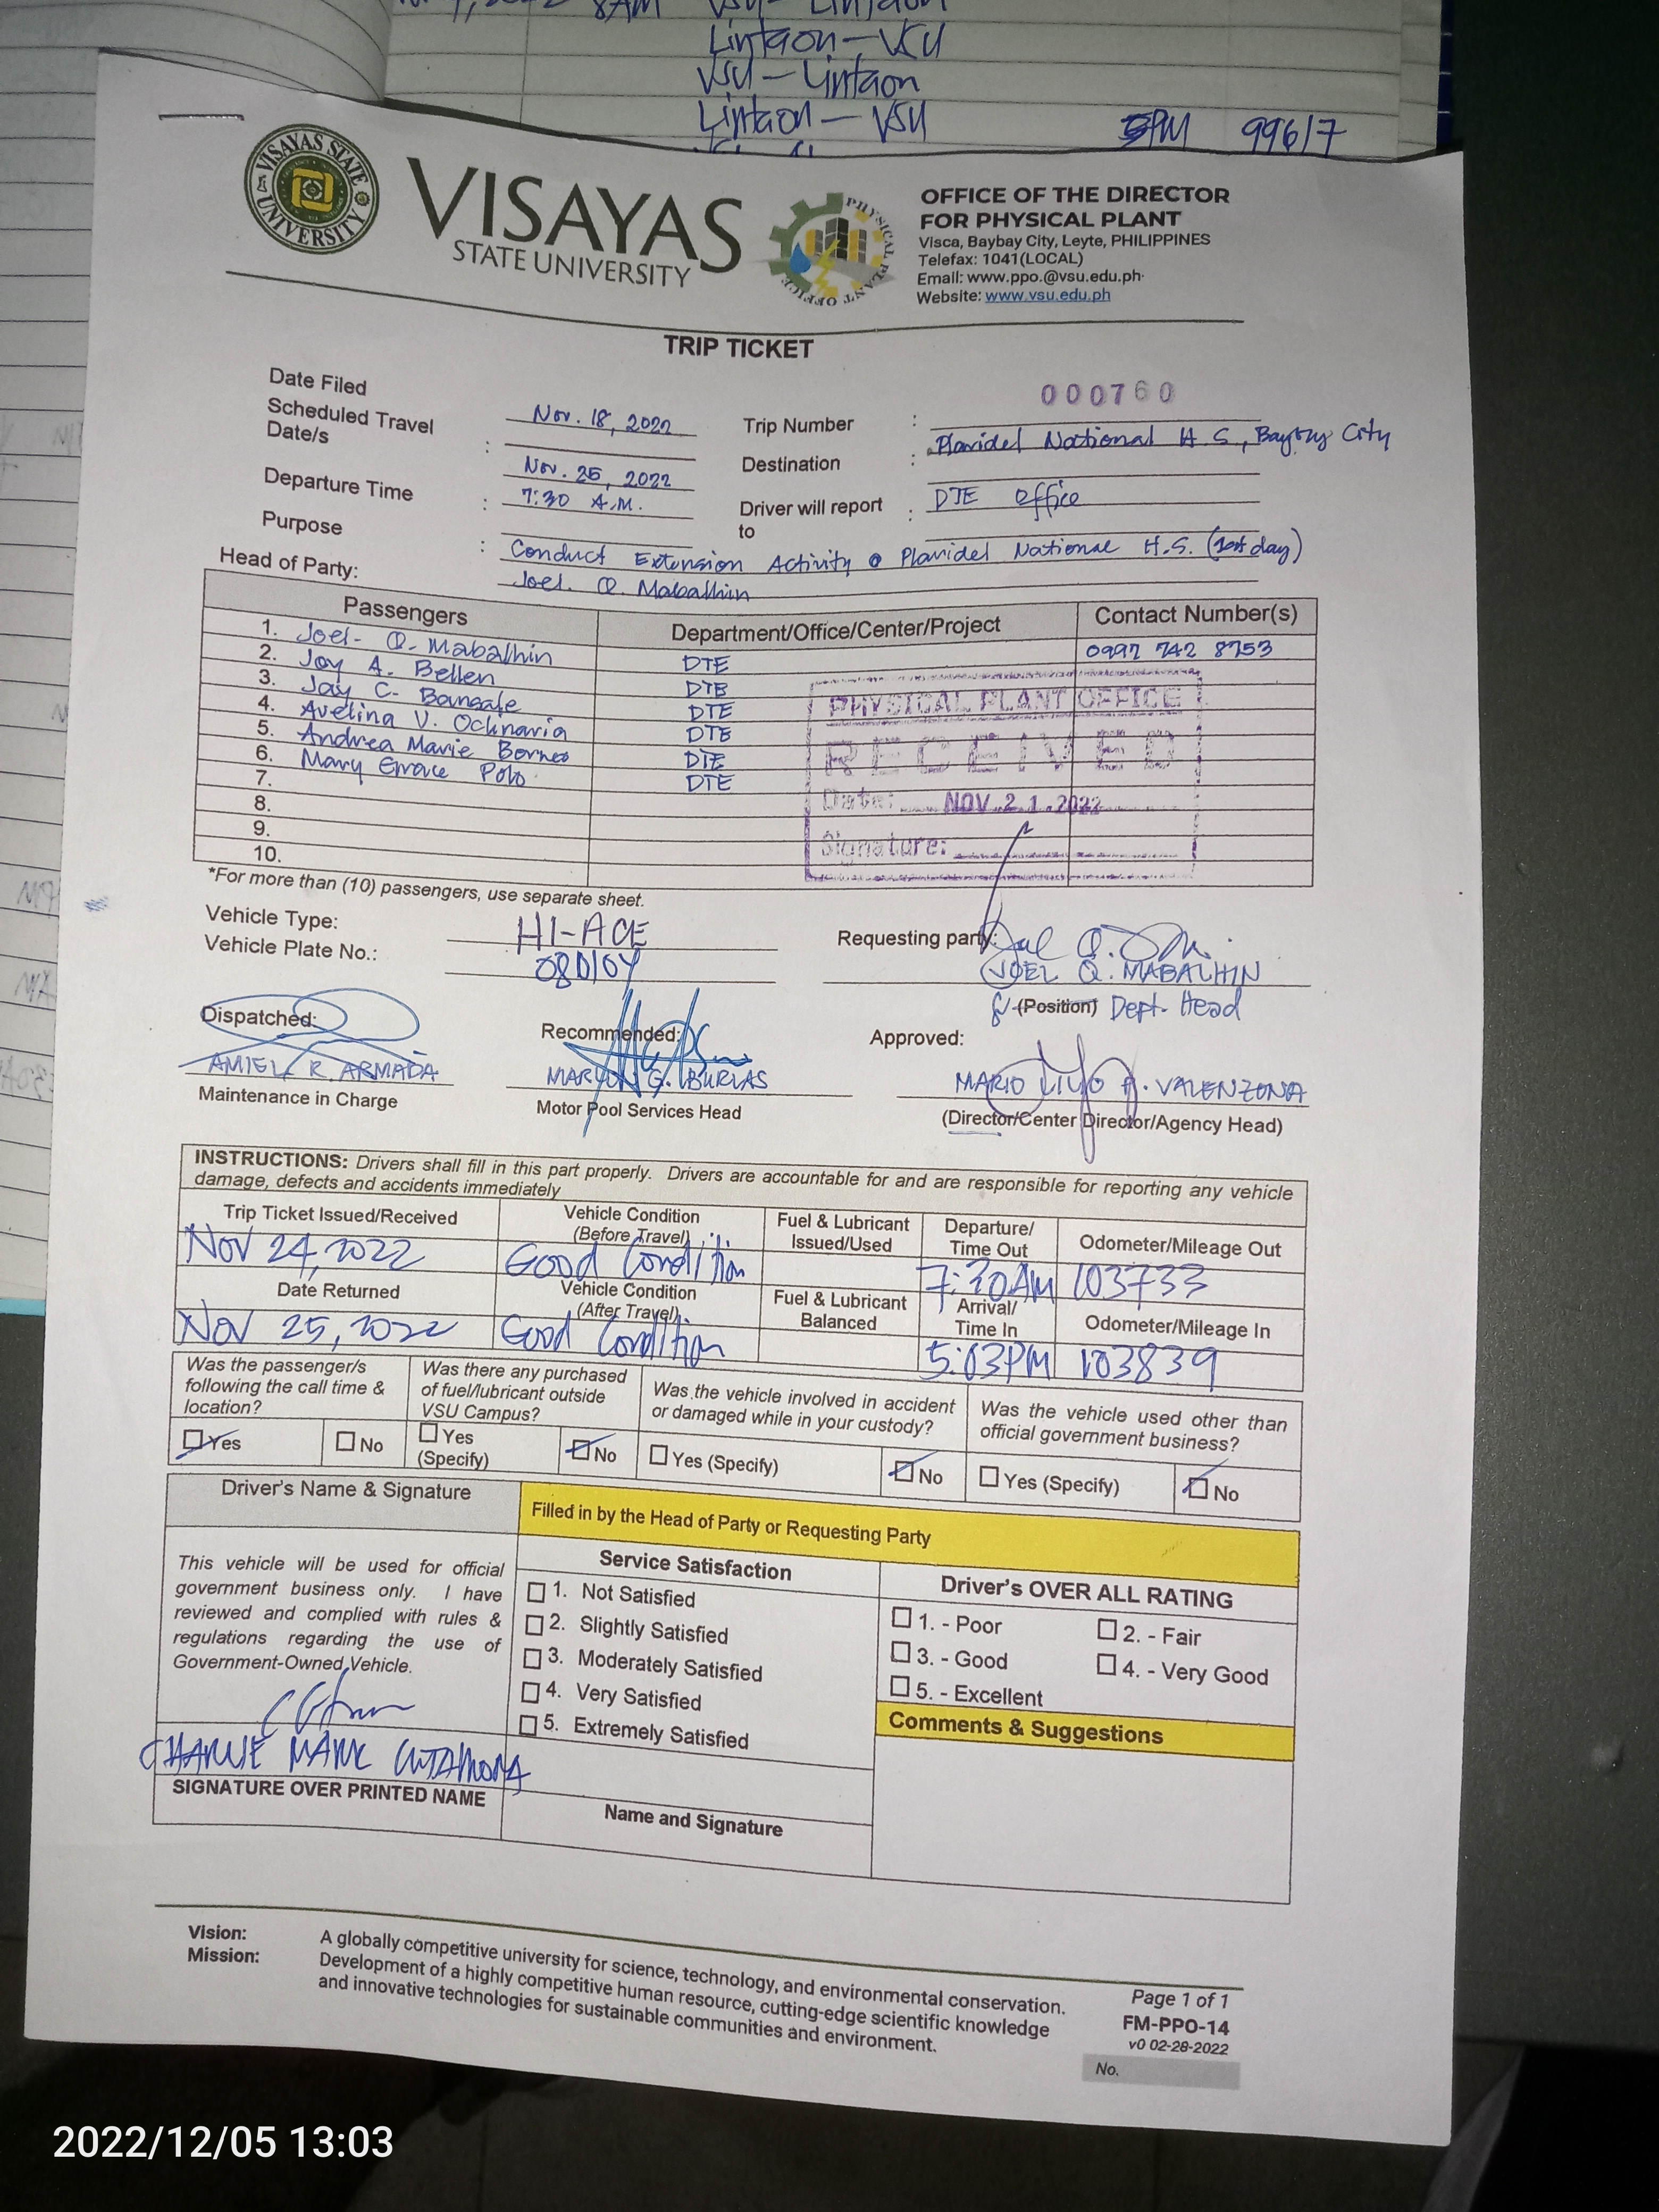 8AM VSU - Lintaon
Lintaon - VSU
VSU - Lintaon
Lintaon - VSU 5PM 99617
VISAYAS STATE UNIVERSITY
VISAYAS
STATE UNIVERSITY
PHYSICAL PLANT OFFICE
OFFICE OF THE DIRECTOR
FOR PHYSICAL PLANT
Visca, Baybay City, Leyte, PHILIPPINES
Telefax: 1041(LOCAL)
Email: www.ppo.@vsu.edu.ph
Website: www.vsu.edu.ph
TRIP TICKET
Date Filed Nov. 18, 2022 Trip Number : 000760
Scheduled Travel Date/s : Nov. 25, 2022 Destination : Plaridel National H.S., Baybay City
Departure Time : 7:30 A.M. Driver will report to : DTE Office
Purpose : Conduct Extension Activity @ Plaridel National H.S. (1st day)
Head of Party: Joel Q. Mabalhin
Passengers Department/Office/Center/Project Contact Number(s)
1. Joel Q. Mabalhin DTE 0997 742 8753
2. Joy A. Bellen DTE
3. Jay C. Bansale DTE
4. Avelina V. DTE
5. Andrea Marie Borneo DTE
6. Mary Grace Polo DTE
7.
8.
9.
10.
PHYSICAL PLANT OFFICE
RECEIVED
Date: NOV 21 2022
Signature:
*For more than (10) passengers, use separate sheet.
Vehicle Type: HI-ACE
Vehicle Plate No.: 080104
Requesting party:
JOEL Q. MABALHIN
(Position) Dept. Head
Dispatched: Recommended: Approved:
AMIEL R. ARMADA MARLON G. BURLAS MARIO LILIO P. VALENZONA
Maintenance in Charge Motor Pool Services Head (Director/Center Director/Agency Head)
INSTRUCTIONS: Drivers shall fill in this part properly. Drivers are accountable for and are responsible for reporting any vehicle
damage, defects and accidents immediately
Trip Ticket Issued/Received Vehicle Condition (Before Travel) Fuel & Lubricant Issued/Used Departure/ Time Out Odometer/Mileage Out
Nov 24, 2022 Good Condition 7:30AM 103733
Date Returned Vehicle Condition (After Travel) Fuel & Lubricant Balanced Arrival/ Time In Odometer/Mileage In
Nov 25, 2022 Good Condition 5:03PM 103839
Was the passenger/s following the call time & location? Was there any purchased of fuel/lubricant outside VSU Campus? Was the vehicle involved in accident or damaged while in your custody? Was the vehicle used other than official government business?
Yes No Yes (Specify) No Yes (Specify) No Yes (Specify) No
Driver's Name & Signature
Filled in by the Head of Party or Requesting Party
This vehicle will be used for official
government business only. I have
reviewed and complied with rules &
regulations regarding the use of
Government-Owned Vehicle.
CHARLIE MARK
SIGNATURE OVER PRINTED NAME
Service Satisfaction
1. Not Satisfied
2. Slightly Satisfied
3. Moderately Satisfied
4. Very Satisfied
5. Extremely Satisfied
Name and Signature
Driver's OVER ALL RATING
1. - Poor 2. - Fair
3. - Good 4. - Very Good
5. - Excellent
Comments & Suggestions
Vision: A globally competitive university for science, technology, and environmental conservation.
Mission: Development of a highly competitive human resource, cutting-edge scientific knowledge
and innovative technologies for sustainable communities and environment.
Page 1 of 1
FM-PPO-14
v0 02-28-2022
No.
2022/12/05 13:03